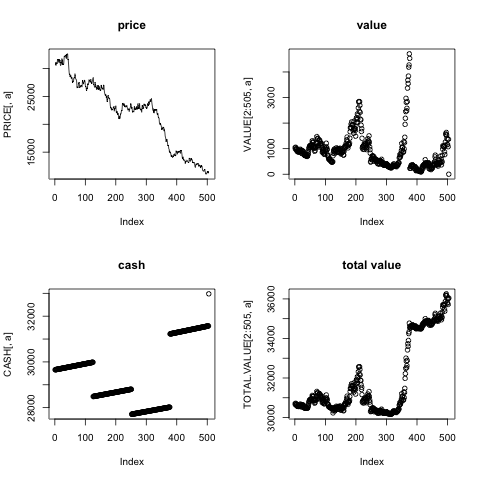 price
PRICE[, a]
25000
15000
0 100 200 300 400 500
Index
value
VALUE[2:505, a]
3000
1000
0
0 100 200 300 400 500
Index
cash
CASH[, a]
32000
30000
28000
0 100 200 300 400 500
Index
total value
TOTAL.VALUE[2:505, a]
36000
34000
32000
30000
0 100 200 300 400 500
Index